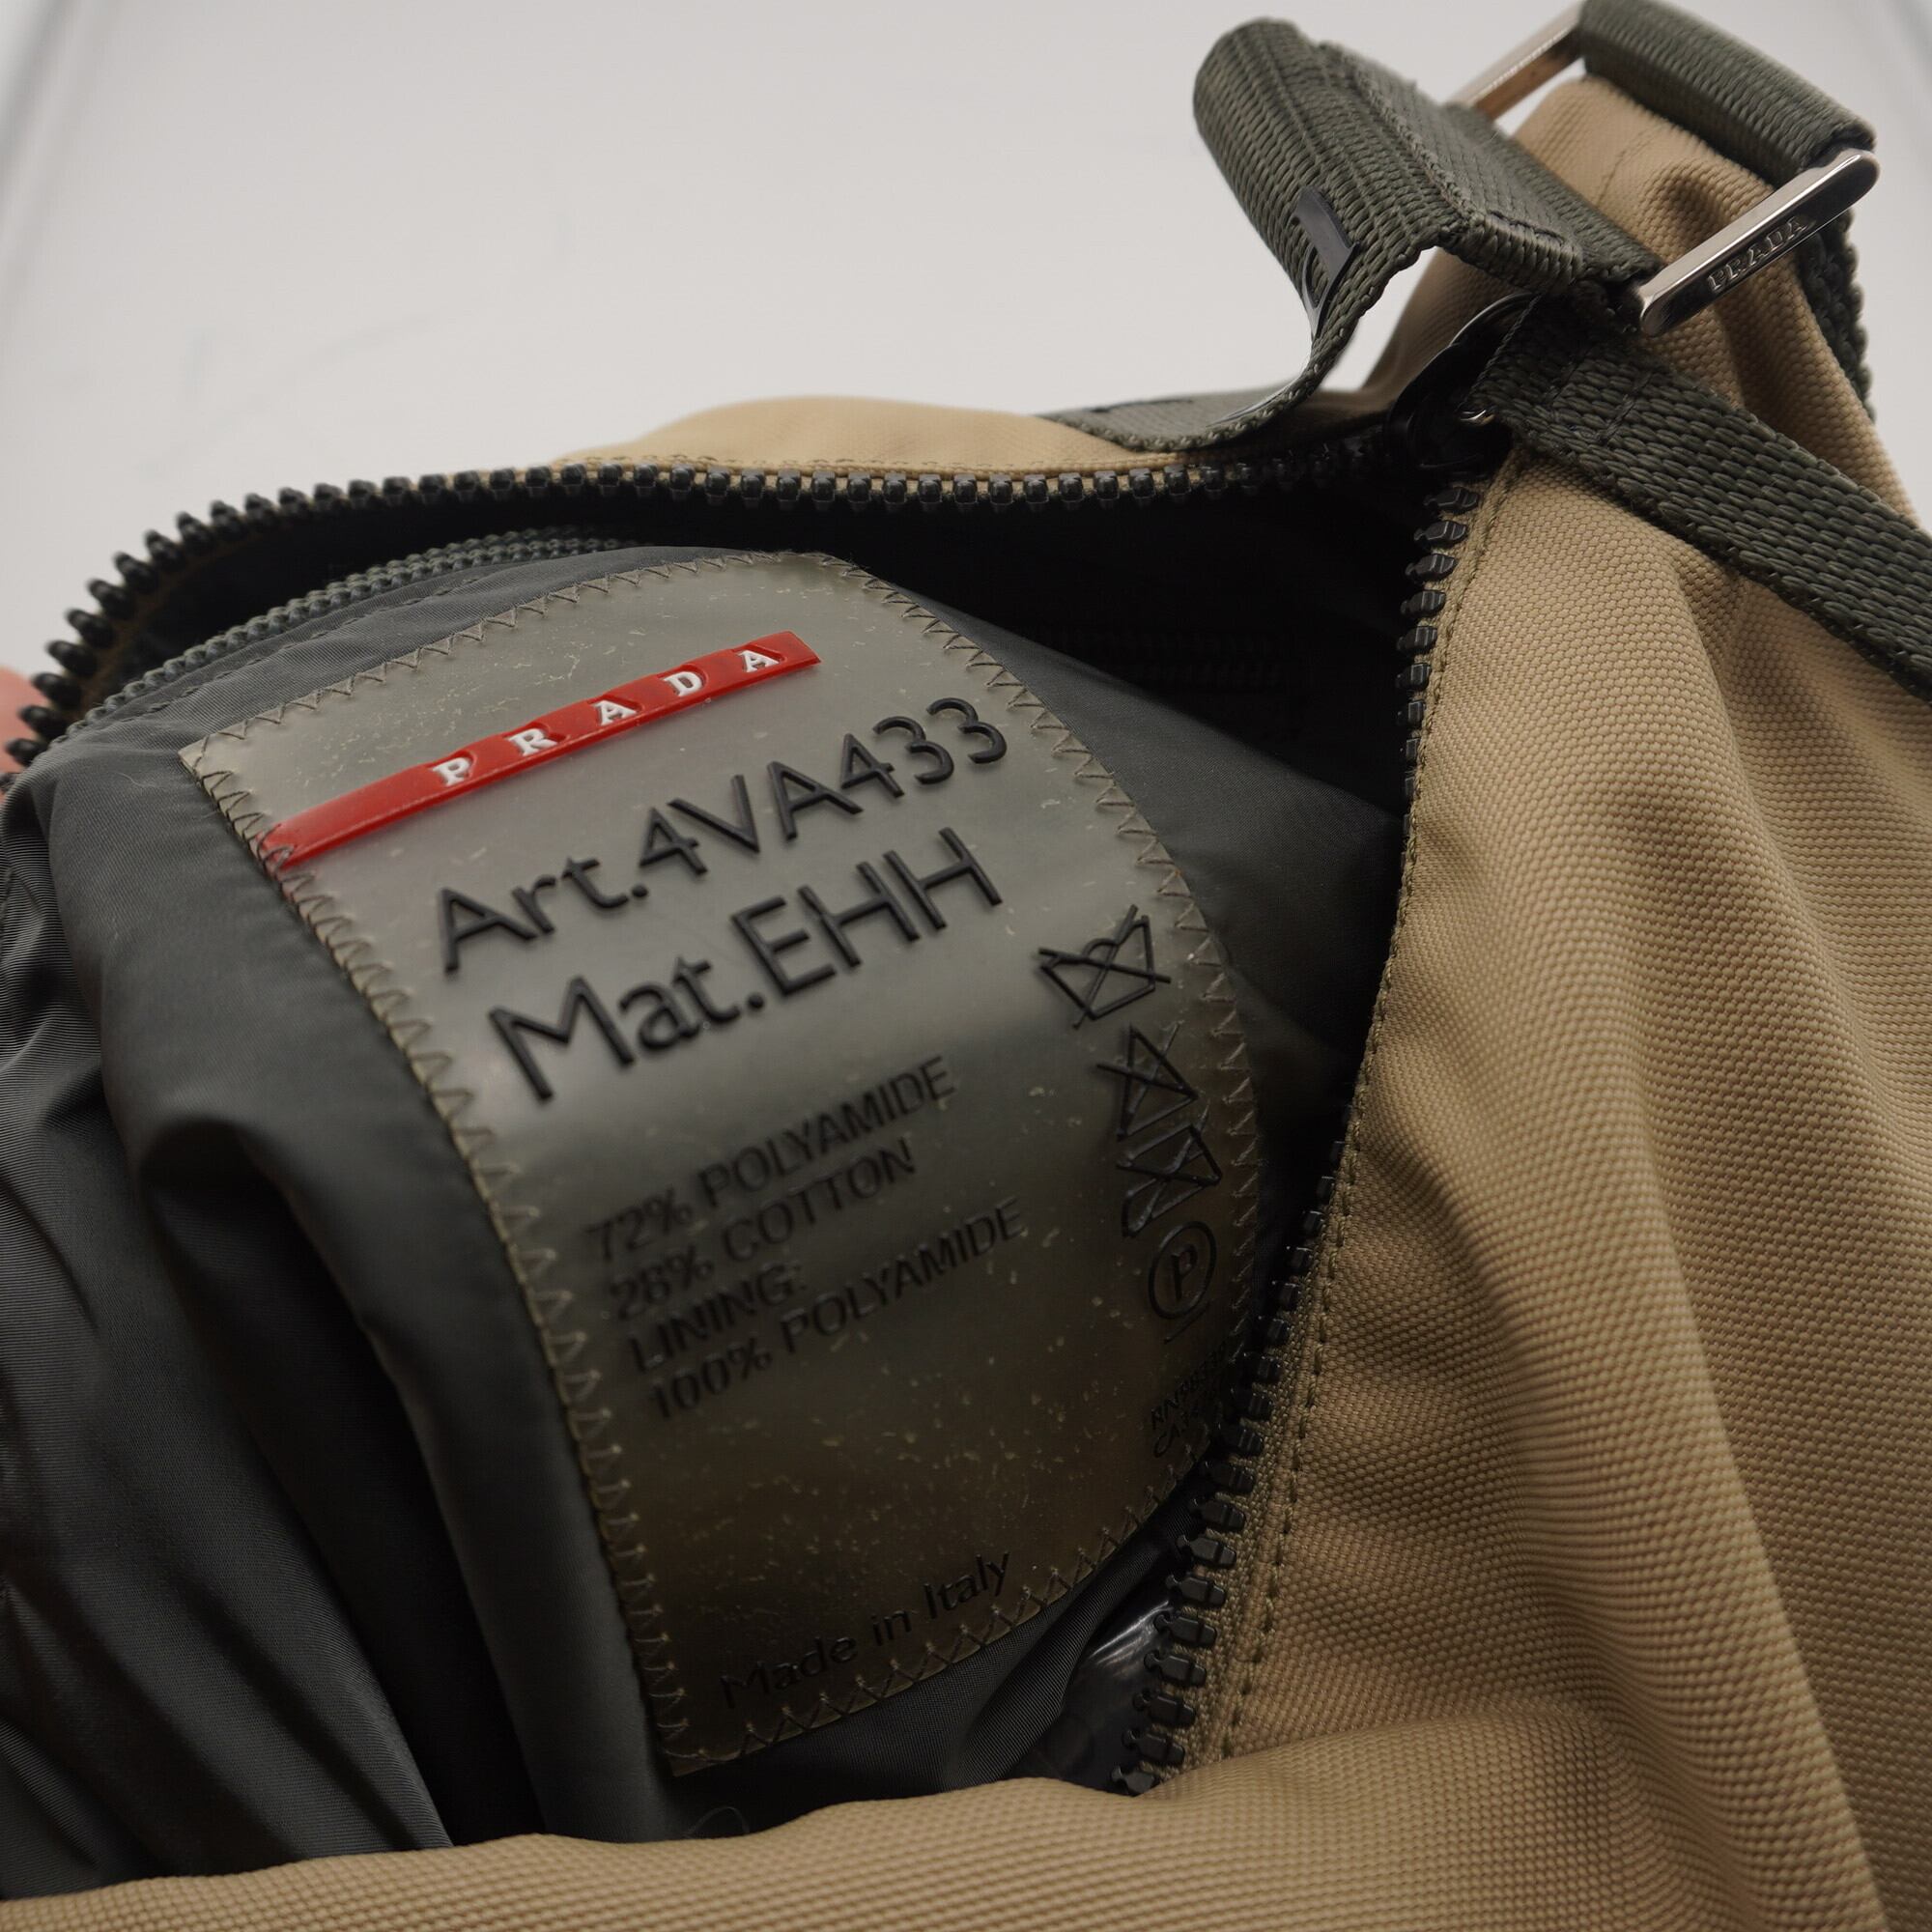 PRADA
PRADA
Art.4VA433
Mat.EHH
72% POLYAMIDE
28% COTTON
LINING:
100% POLYAMIDE
P
Made in Italy